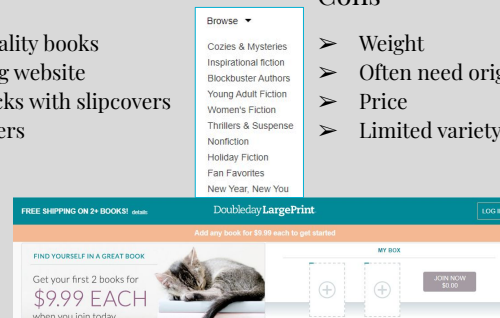 Cons
ality books
g website
cks with slipcovers
ers
Browse
Cozies & Mysteries
Inspirational fiction
Blockbuster Authors
Young Adult Fiction
Women's Fiction
Thrillers & Suspense
Nonfiction
Holiday Fiction
Fan Favorites
New Year, New You
➢ Weight
➢ Often need orig
➢ Price
➢ Limited variety
FREE SHIPPING ON 2+ BOOKS! details
Doubleday LargePrint
LOG I
Add any book for $9.99 each to get started
FIND YOURSELF IN A GREAT BOOK
Get your first 2 books for
$9.99 EACH
when you join today
MY BOX
JOIN NOW
$0.00